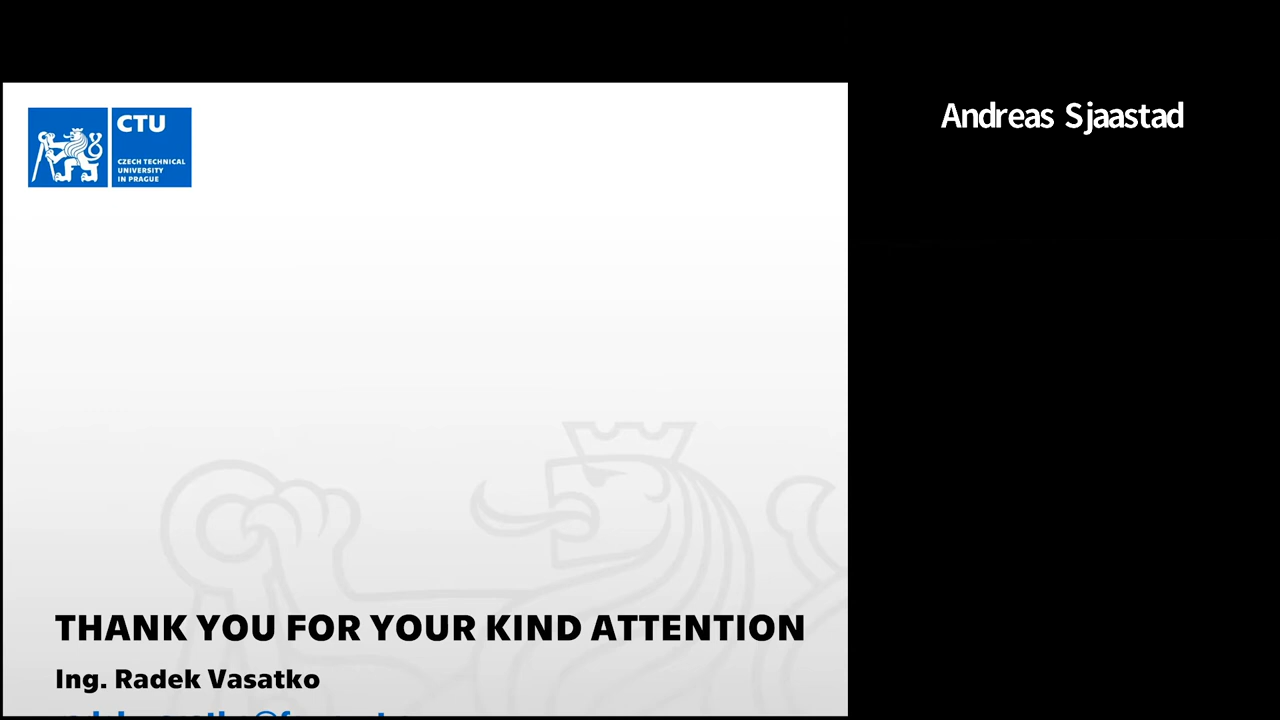 CTU
CZECH TECHNICAL
UNIVERSITY
IN PRAGUE
Andreas Sjaastad
THANK YOU FOR YOUR KIND ATTENTION
Ing. Radek Vasatko